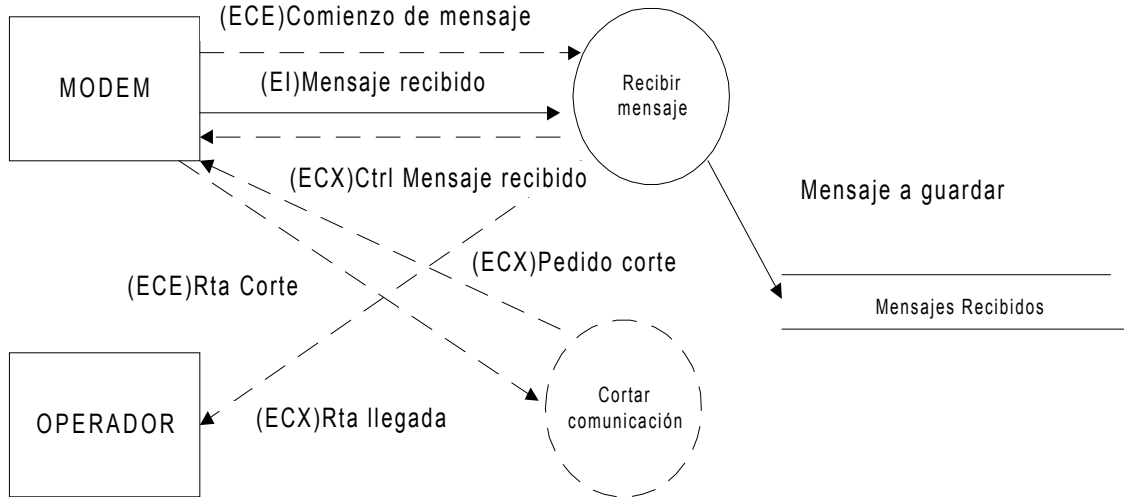 (ECE)Comienzo de mensaje
MODEM
(EI)Mensaje recibido
Recibir
mensaje
(ECX)Ctrl Mensaje recibido
Mensaje a guardar
(ECX)Pedido corte
(ECE)Rta Corte
Mensajes Recibidos
OPERADOR
(ECX)Rta llegada
Cortar
comunicación